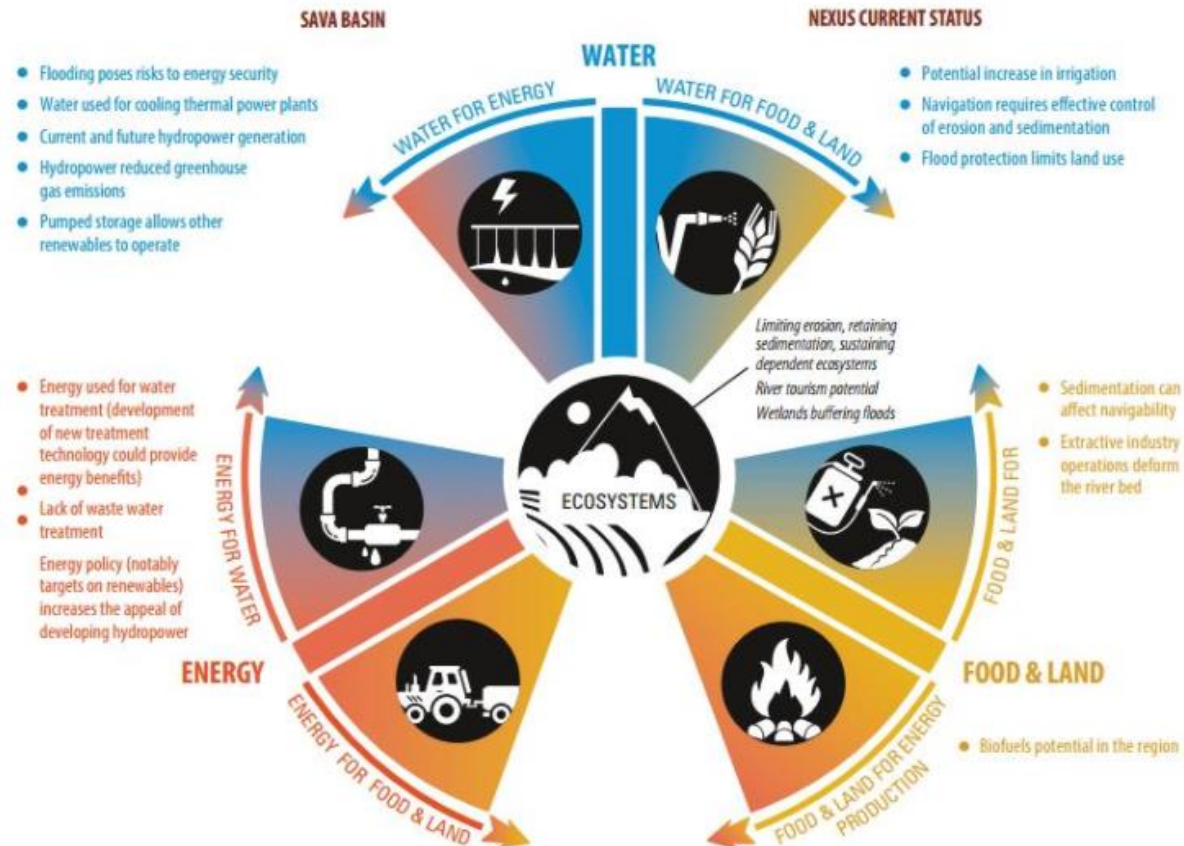 SAVA BASIN
NEXUS CURRENT STATUS
WATER
Flooding poses risks to energy security
Water used for cooling thermal power plants
Current and future hydropower generation
Hydropower reduced greenhouse
gas emissions
Pumped storage allows other
renewables to operate
WATER FOR ENERGY
WATER FOR FOOD & LAND
Potential increase in irrigation
Navigation requires effective control
of erosion and sedimentation
Flood protection limits land use
Limiting erosion, retaining
sedimentation, sustaining
dependent ecosystems
River tourism potential
Wetlands buffering floods
Energy used for water
treatment (development
of new treatment
technology could provide
energy benefits)
Lack of waste water
treatment
Energy policy (notably
targets on renewables)
increases the appeal of
developing hydropower
ENERGY FOR WATER
ECOSYSTEMS
FOOD & LAND FOR
Sedimentation can
affect navigability
Extractive industry
operations deform
the river bed
ENERGY
FOOD & LAND
ENERGY FOR FOOD & LAND
FOOD & LAND FOR ENERGY
PRODUCTION
Biofuels potential in the region